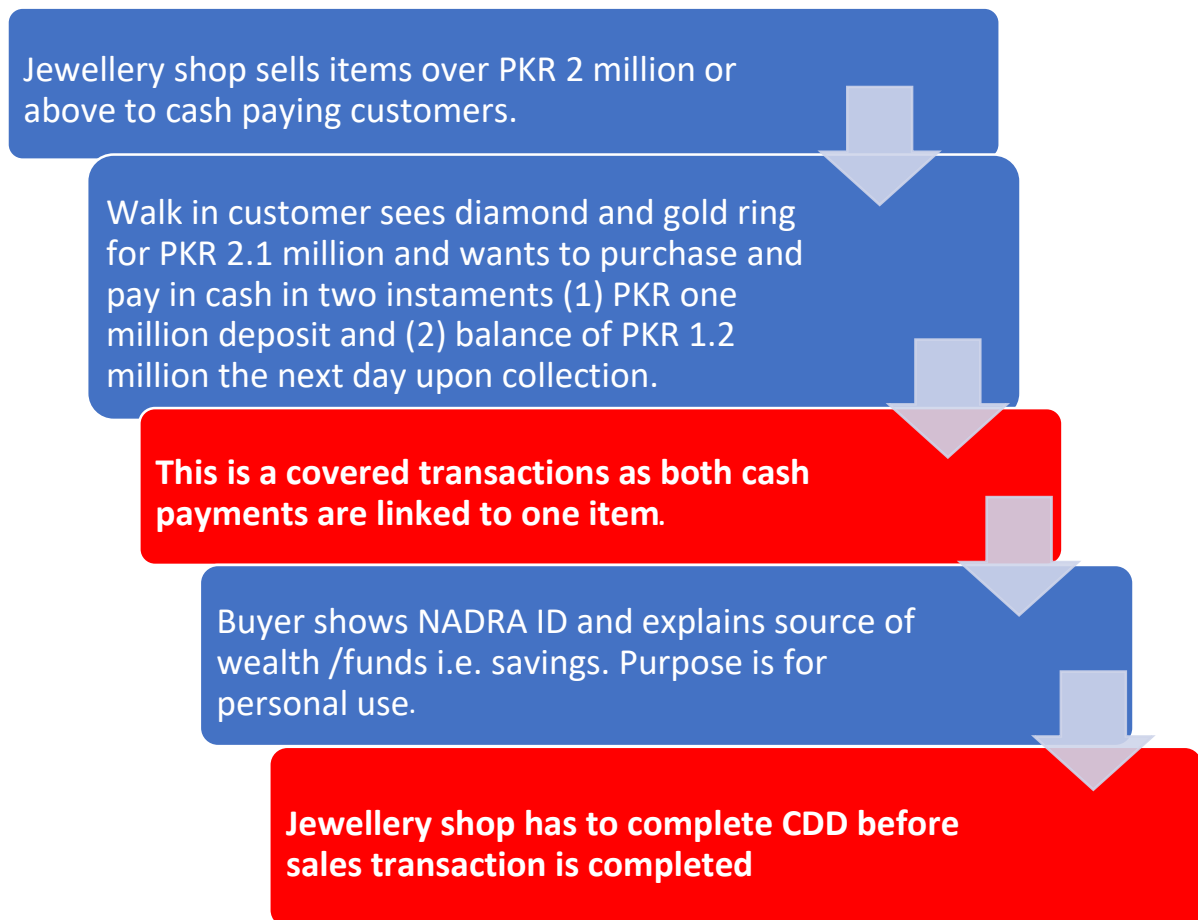 Jewellery shop sells items over PKR 2 million or
above to cash paying customers.
Walk in customer sees diamond and gold ring
for PKR 2.1 million and wants to purchase and
pay in cash in two instaments (1) PKR one
million deposit and (2) balance of PKR 1.2
million the next day upon collection.
This is a covered transactions as both cash
payments are linked to one item.
Buyer shows NADRA ID and explains source of
wealth /funds i.e. savings. Purpose is for
personal use.
Jewellery shop has to complete CDD before
sales transaction is completed